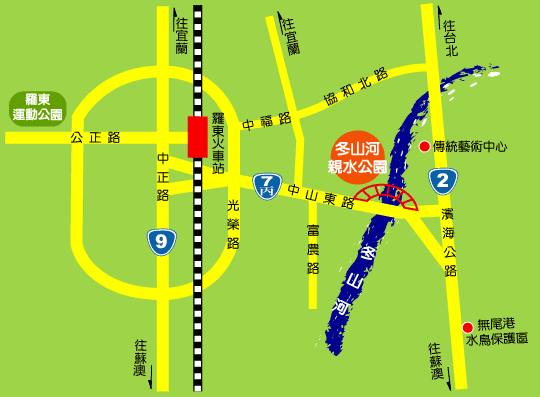 往宜蘭
往宜蘭
往台北
羅東
運動公園
公正路
羅東火車站
中福路
協和北路
冬山河
親水公園
傳統藝術中心
中正路
7
丙
2
中山東路
光榮路
9
富農路
濱海公路
冬山河
無尾港
水鳥保護區
往蘇澳
往蘇澳